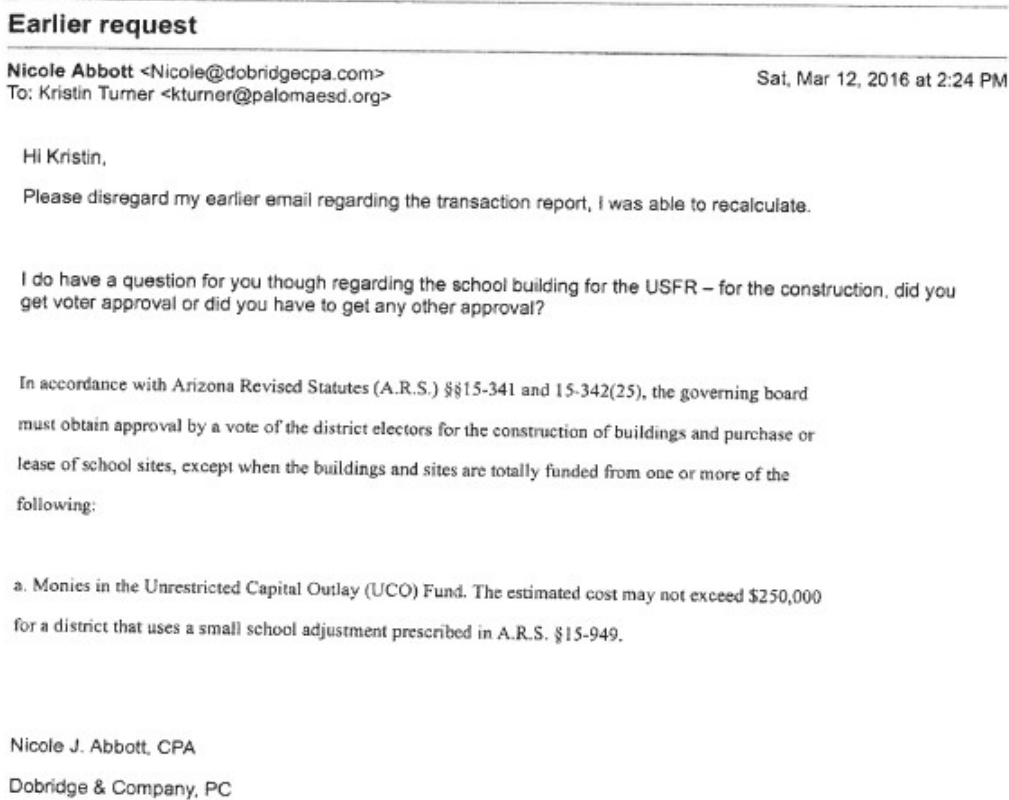 Earlier request
Nicole Abbott <Nicole@dobridgecpa.com>
Sat, Mar 12, 2016 at 2:24 PM
To: Kristin Turner <kturner@palomaesd.org>
Hi Kristin,
Please disregard my earlier email regarding the transaction report, I was able to recalculate.
I do have a question for you though regarding the school building for the USFR – for the construction, did you
get voter approval or did you have to get any other approval?
In accordance with Arizona Revised Statutes (A.R.S.) §§15-341 and 15-342(25), the governing board
must obtain approval by a vote of the district electors for the construction of buildings and purchase or
lease of school sites, except when the buildings and sites are totally funded from one or more of the
following:
a. Monies in the Unrestricted Capital Outlay (UCO) Fund. The estimated cost may not exceed $250,000
for a district that uses a small school adjustment prescribed in A.R.S. §15-949.
Nicole J. Abbott, CPA
Dobridge & Company, PC